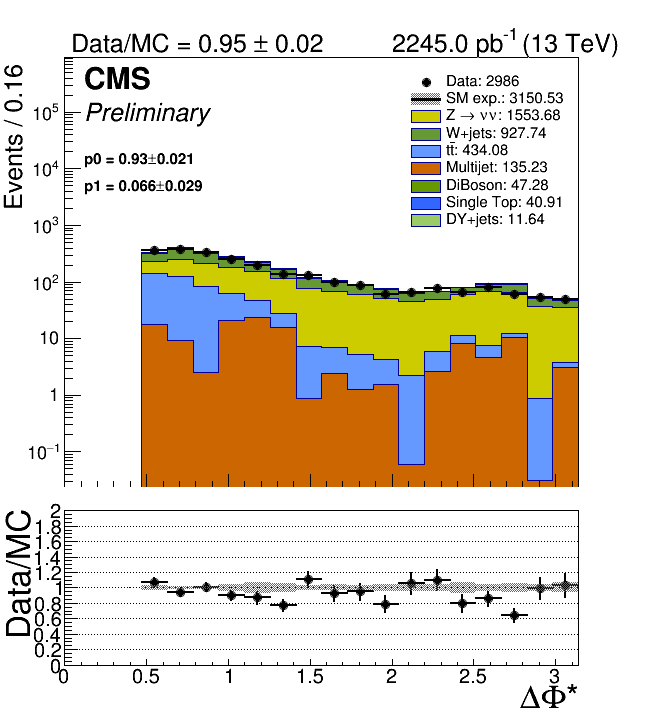 Data/MC = 0.95 ± 0.02 2245.0 pb⁻¹ (13 TeV)
CMS
Preliminary
p0 = 0.93±0.021
p1 = 0.066±0.029
Data: 2986
SM exp.: 3150.53
Z → νν: 1553.68
W+jets: 927.74
tt̄: 434.08
Multijet: 135.23
DiBoson: 47.28
Single Top: 40.91
DY+jets: 11.64
Events / 0.16
10⁵
10⁴
10³
10²
10
1
10⁻¹
Data/MC
2
1.8
1.6
1.4
1.2
1
0.8
0.6
0.4
0.2
0
0 0.5 1 1.5 2 2.5 3
ΔΦ*